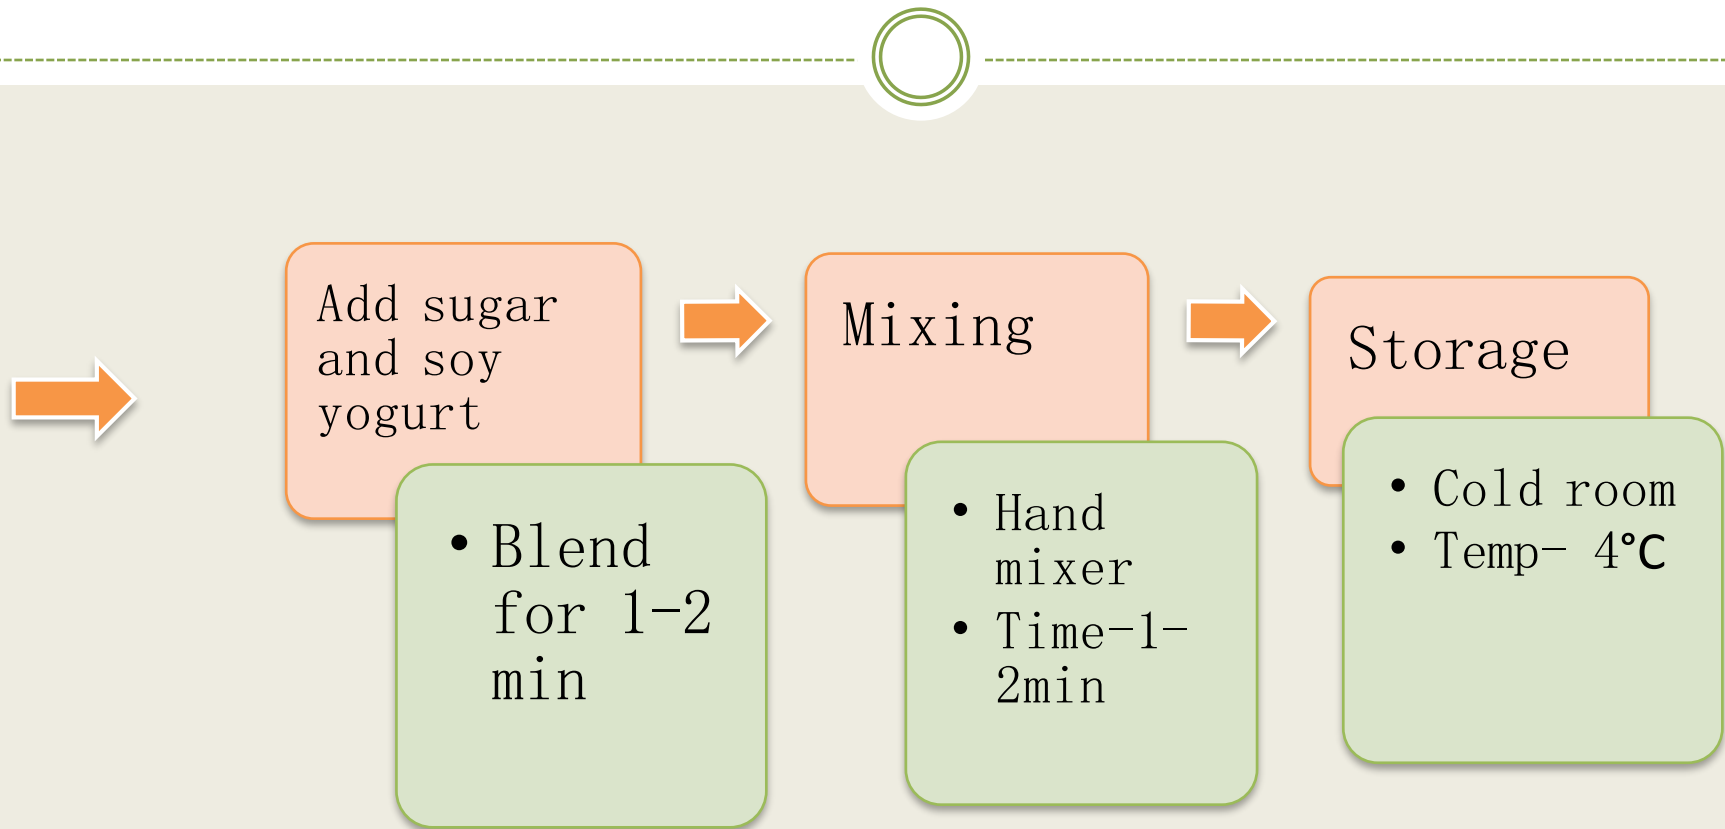 Add sugar
and soy
yogurt
• Blend
for 1-2
min
Mixing
• Hand
mixer
• Time-1-
2min
Storage
• Cold room
• Temp- 4°C